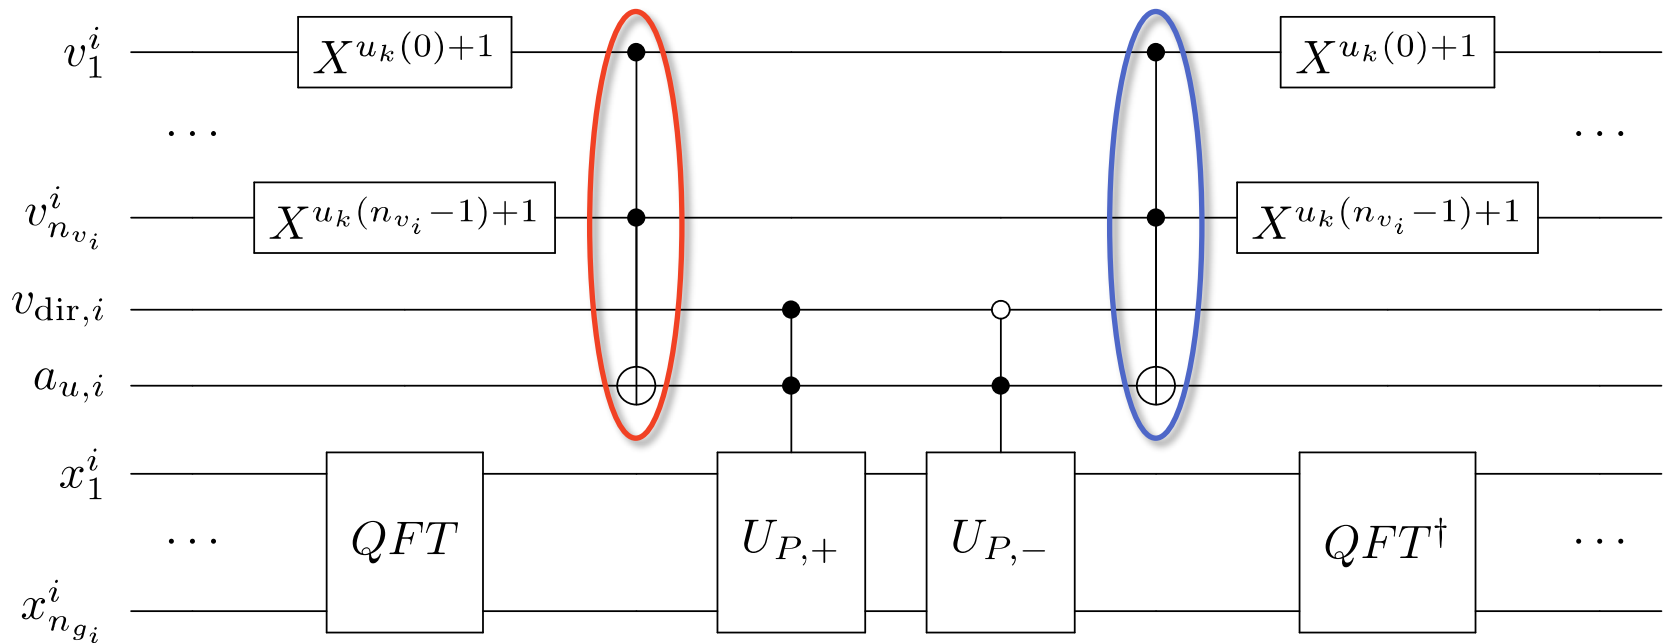 v_1^i X^{u_k(0)+1} X^{u_k(0)+1}
··· ···
v_{n_{v_i}}^i X^{u_k(n_{v_i}-1)+1} X^{u_k(n_{v_i}-1)+1}
v_{dir,i}
a_{u,i}
x_1^i
··· QFT U_{P,+} U_{P,-} QFT^† ···
x_{n_{g_i}}^i